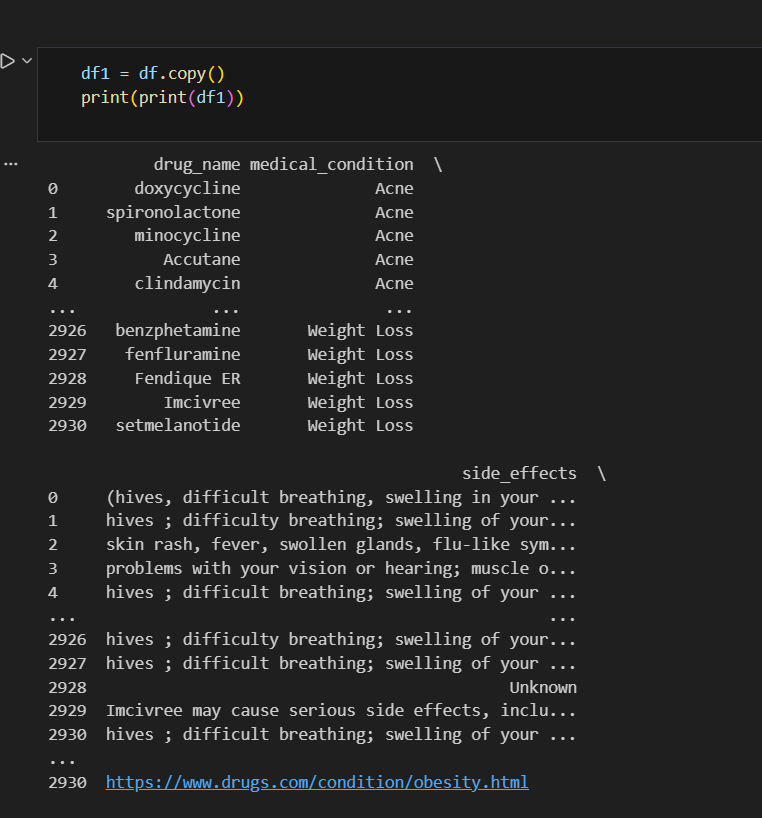 df1 = df.copy()
print(print(df1))
...
drug_name medical_condition \
0 doxycycline Acne
1 spironolactone Acne
2 minocycline Acne
3 Accutane Acne
4 clindamycin Acne
... ... ...
2926 benzphetamine Weight Loss
2927 fenfluramine Weight Loss
2928 Fendique ER Weight Loss
2929 Imcivree Weight Loss
2930 setmelanotide Weight Loss
side_effects \
0 (hives, difficult breathing, swelling in your ...
1 hives ; difficulty breathing; swelling of your...
2 skin rash, fever, swollen glands, flu-like sym...
3 problems with your vision or hearing; muscle o...
4 hives ; difficult breathing; swelling of your ...
... ...
2926 hives ; difficulty breathing; swelling of your...
2927 hives ; difficult breathing; swelling of your ...
2928 Unknown
2929 Imcivree may cause serious side effects, inclu...
2930 hives ; difficult breathing; swelling of your ...
...
2930 https://www.drugs.com/condition/obesity.html